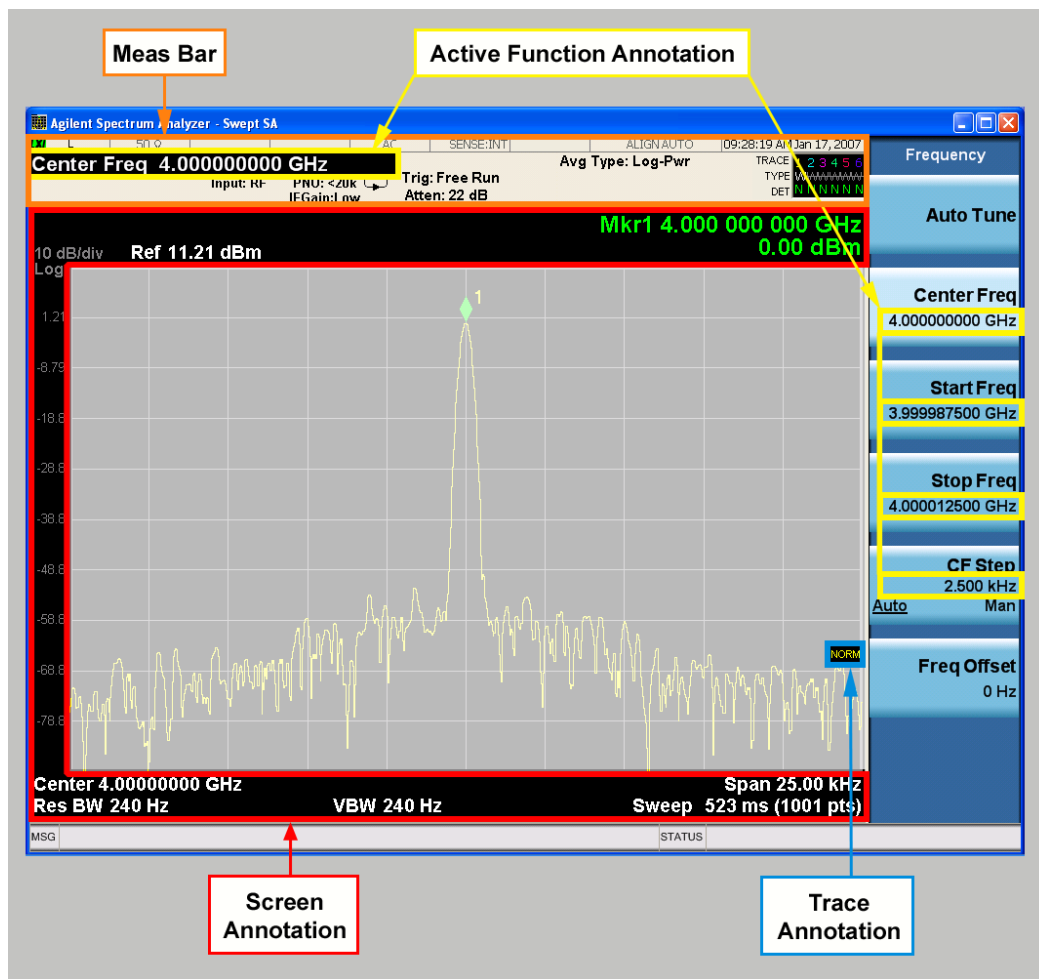 Meas Bar
Active Function Annotation
Agilent Spectrum Analyzer - Swept SA
L 50 Ω AC SENSE:INT ALIGN AUTO 09:28:19 AM Jan 17, 2007
Center Freq 4.000000000 GHz
Input: RF PNO: <20k IFGain:Low
Trig: Free Run
Atten: 22 dB
Avg Type: Log-Pwr
TRACE 1 2 3 4 5 6
TYPE
DET N N N N N N
Mkr1 4.000 000 000 GHz
0.00 dBm
10 dB/div Ref 11.21 dBm
Log
1
1.21
-8.79
-18.8
-28.8
-38.8
-48.8
-58.8
-68.8
-78.8
NORM
Center 4.00000000 GHz Span 25.00 kHz
Res BW 240 Hz VBW 240 Hz Sweep 523 ms (1001 pts)
MSG STATUS
Frequency
Auto Tune
Center Freq
4.000000000 GHz
Start Freq
3.999987500 GHz
Stop Freq
4.000012500 GHz
CF Step
2.500 kHz
Auto Man
Freq Offset
0 Hz
Screen
Annotation
Trace
Annotation